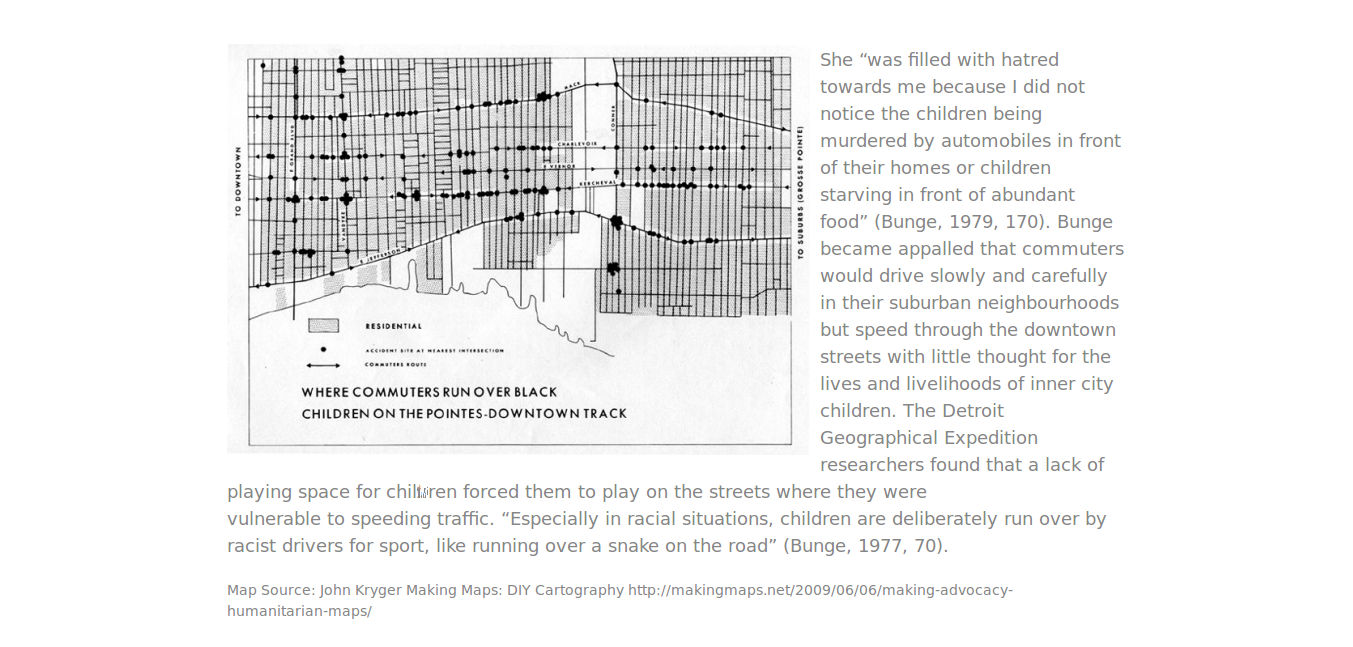 MACK
CONNER
E. GRAND BLVD.
CHARLEVOIX
E. VERNOR
KERCHEVAL
TO DOWNTOWN
TO SUBURBS (GROSSE POINTE)
VANDYKE
E. JEFFERSON
RESIDENTIAL
ACCIDENT SITE AT NEAREST INTERSECTION
COMMUTERS ROUTE
WHERE COMMUTERS RUN OVER BLACK
CHILDREN ON THE POINTES-DOWNTOWN TRACK
She “was filled with hatred
towards me because I did not
notice the children being
murdered by automobiles in front
of their homes or children
starving in front of abundant
food” (Bunge, 1979, 170). Bunge
became appalled that commuters
would drive slowly and carefully
in their suburban neighbourhoods
but speed through the downtown
streets with little thought for the
lives and livelihoods of inner city
children. The Detroit
Geographical Expedition
researchers found that a lack of
playing space for children forced them to play on the streets where they were
vulnerable to speeding traffic. “Especially in racial situations, children are deliberately run over by
racist drivers for sport, like running over a snake on the road” (Bunge, 1977, 70).
Map Source: John Kryger Making Maps: DIY Cartography http://makingmaps.net/2009/06/06/making-advocacy-
humanitarian-maps/